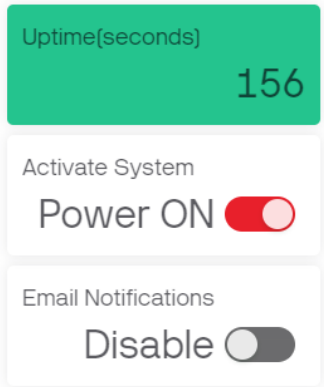 Uptime(seconds)
156
Activate System
Power ON
Email Notifications
Disable